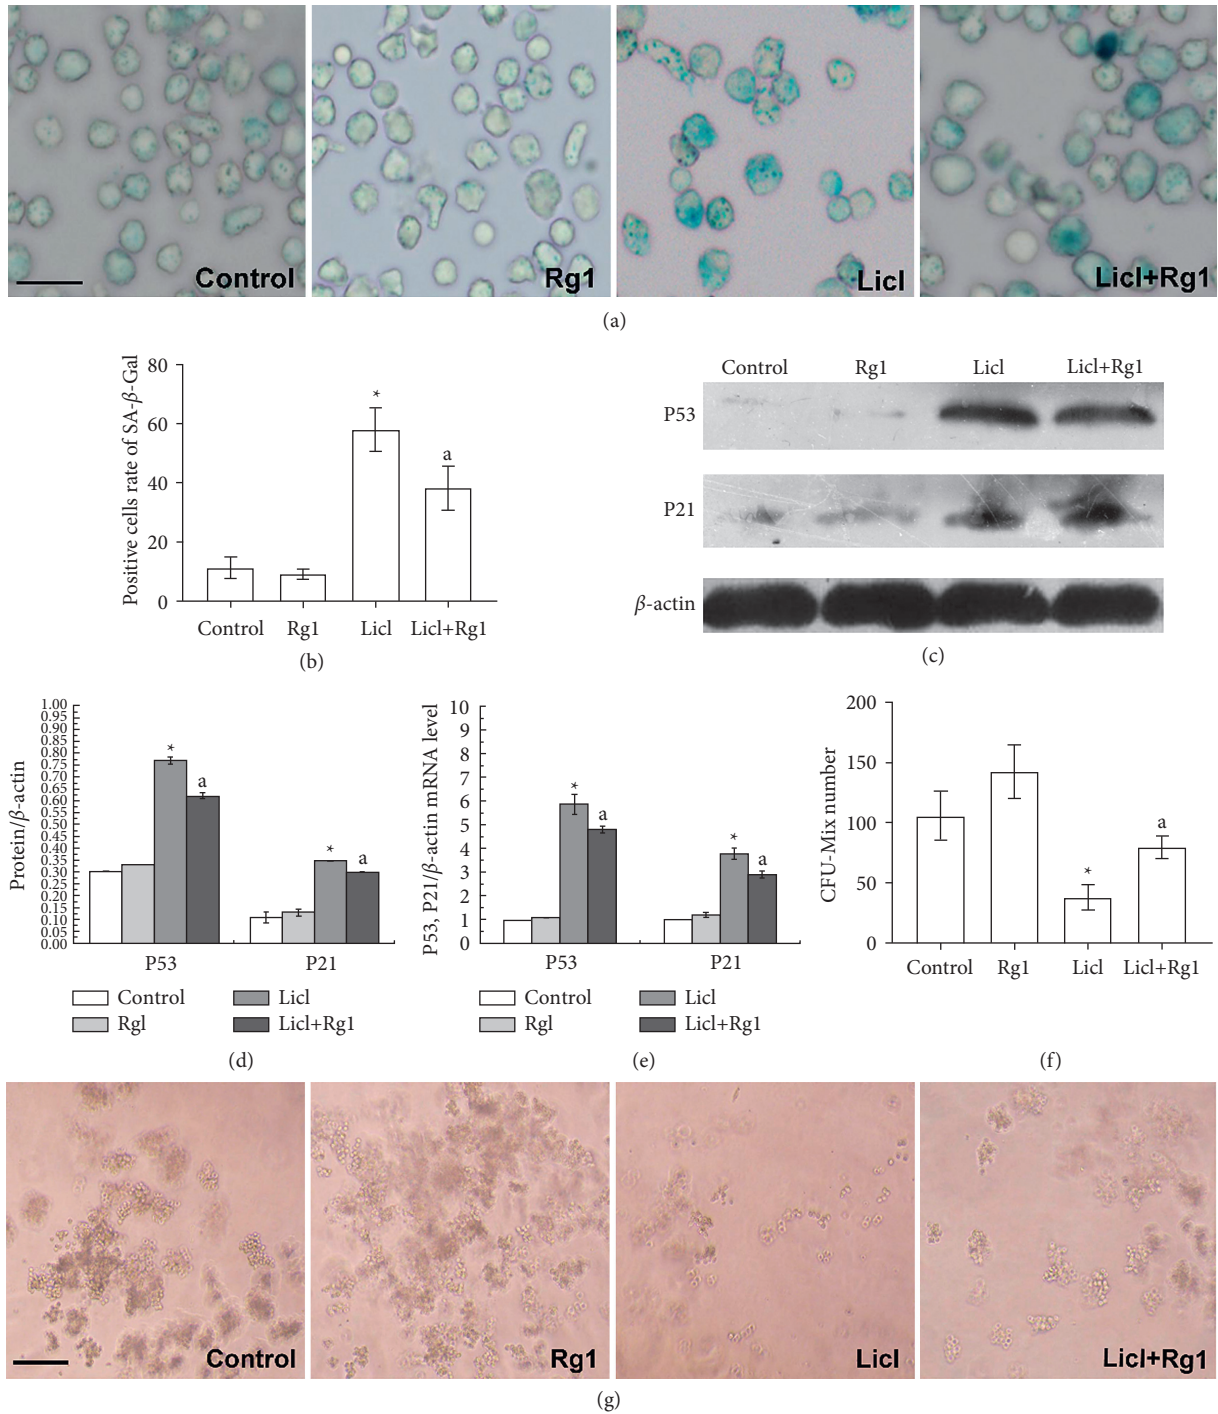 Control
Rg1
Licl
Licl+Rg1
(a)
Positive cells rate of SA-β-Gal
80
60
40
20
0
*
a
Control
Rg1
Licl
Licl+Rg1
(b)
Control
Rg1
Licl
Licl+Rg1
P53
P21
β-actin
(c)
Protein/β-actin
1.00
0.95
0.90
0.85
0.80
0.75
0.70
0.65
0.60
0.55
0.50
0.45
0.40
0.35
0.30
0.25
0.20
0.15
0.10
0.05
0.00
*
a
*
a
P53
P21
Control
Rgl
Licl
Licl+Rg1
(d)
P53, P21/β-actin mRNA level
10
9
8
7
6
5
4
3
2
1
0
*
a
*
a
P53
P21
Control
Rgl
Licl
Licl+Rg1
(e)
CFU-Mix number
200
150
100
50
0
*
a
Control
Rg1
Licl
Licl+Rg1
(f)
Control
Rg1
Licl
Licl+Rg1
(g)